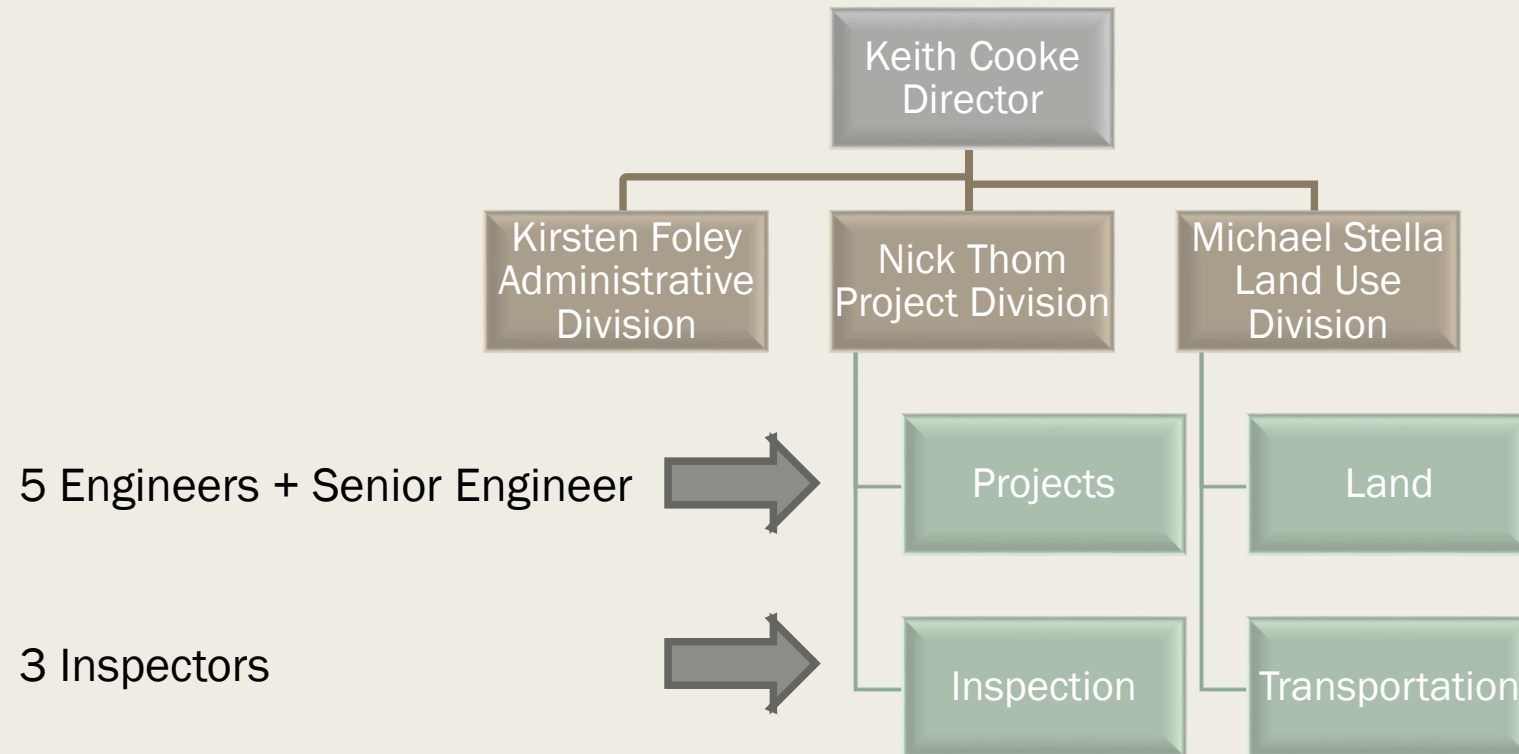 Keith Cooke
Director
Kirsten Foley
Administrative
Division
Nick Thom
Project Division
Michael Stella
Land Use
Division
5 Engineers + Senior Engineer
Projects
Land
3 Inspectors
Inspection
Transportation